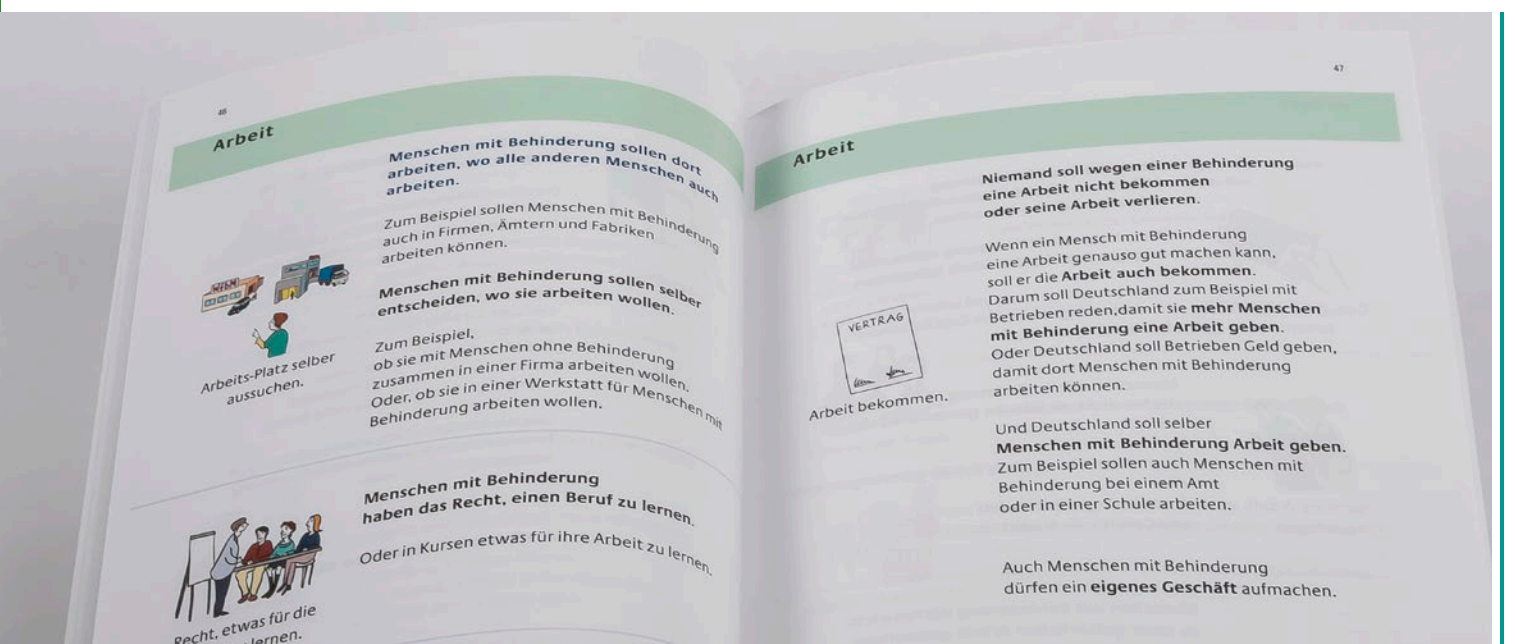 46
Arbeit
Menschen mit Behinderung sollen dort
arbeiten, wo alle anderen Menschen auch
arbeiten.
Zum Beispiel sollen Menschen mit Behinderung
auch in Firmen, Ämtern und Fabriken
arbeiten können.
Menschen mit Behinderung sollen selber
entscheiden, wo sie arbeiten wollen.
Arbeits-Platz selber
aussuchen.
Zum Beispiel,
ob sie mit Menschen ohne Behinderung
zusammen in einer Firma arbeiten wollen.
Oder, ob sie in einer Werkstatt für Menschen mit
Behinderung arbeiten wollen.
Menschen mit Behinderung
haben das Recht, einen Beruf zu lernen.
Oder in Kursen etwas für ihre Arbeit zu lernen.
Recht, etwas für die
lernen.
47
Arbeit
Niemand soll wegen einer Behinderung
eine Arbeit nicht bekommen
oder seine Arbeit verlieren.
Wenn ein Mensch mit Behinderung
eine Arbeit genauso gut machen kann,
soll er die Arbeit auch bekommen.
Darum soll Deutschland zum Beispiel mit
Betrieben reden,damit sie mehr Menschen
mit Behinderung eine Arbeit geben.
Oder Deutschland soll Betrieben Geld geben,
damit dort Menschen mit Behinderung
arbeiten können.
VERTRAG
Arbeit bekommen.
Und Deutschland soll selber
Menschen mit Behinderung Arbeit geben.
Zum Beispiel sollen auch Menschen mit
Behinderung bei einem Amt
oder in einer Schule arbeiten.
Auch Menschen mit Behinderung
dürfen ein eigenes Geschäft aufmachen.